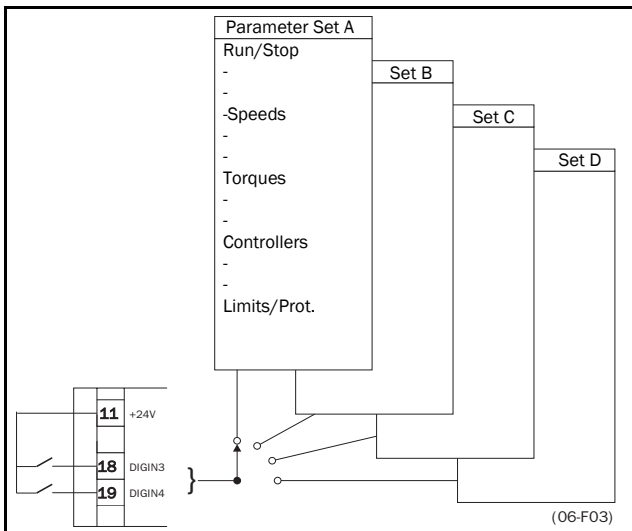 Parameter Set A
Run/Stop
-
-
-Speeds
-
-
Torques
-
-
Controllers
-
-
Limits/Prot.
Set B
Set C
Set D
11 +24V
18 DIGIN3
19 DIGIN4
}
(06-F03)